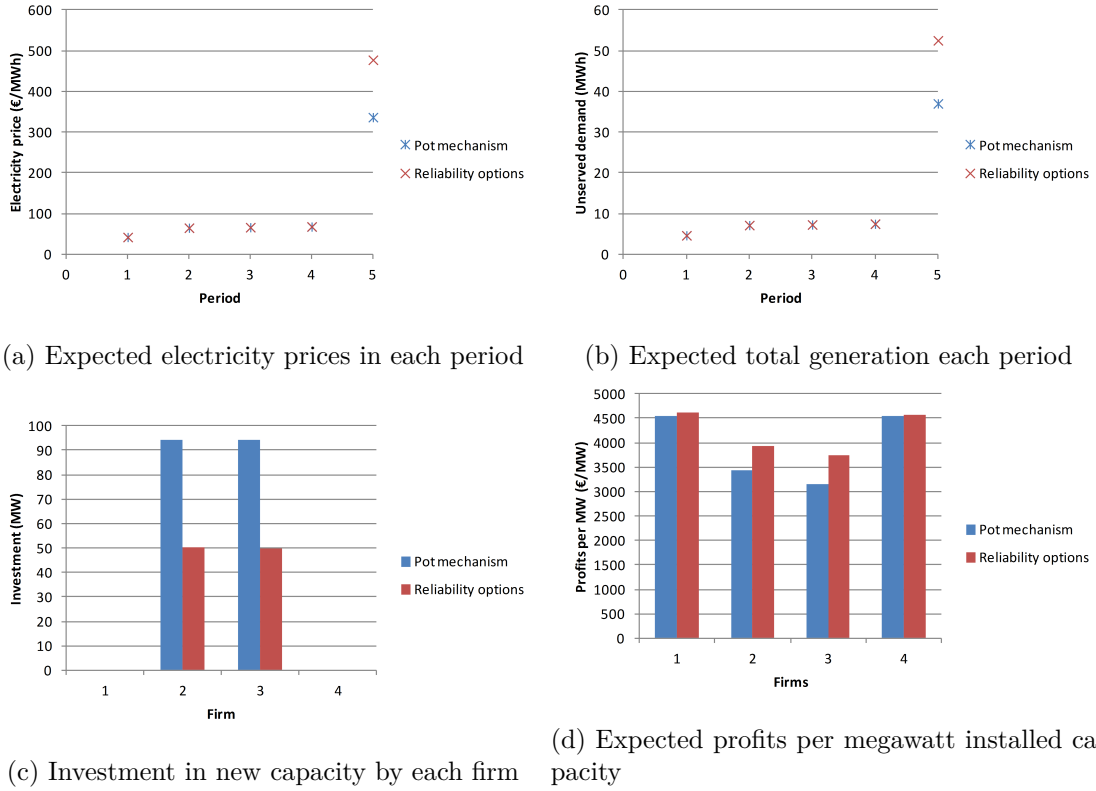 600
500
400
300
200
100
0
Electricity price (€/MWh)
0 1 2 3 4 5
Period
Pot mechanism
Reliability options
(a) Expected electricity prices in each period
60
50
40
30
20
10
0
Unserved demand (MWh)
0 1 2 3 4 5
Period
Pot mechanism
Reliability options
(b) Expected total generation each period
100
90
80
70
60
50
40
30
20
10
0
Investment (MW)
1 2 3 4
Firm
Pot mechanism
Reliability options
(c) Investment in new capacity by each firm
5000
4500
4000
3500
3000
2500
2000
1500
1000
500
0
Profits per MW (€/MW)
1 2 3 4
Firms
Pot mechanism
Reliability options
(d) Expected profits per megawatt installed ca
pacity